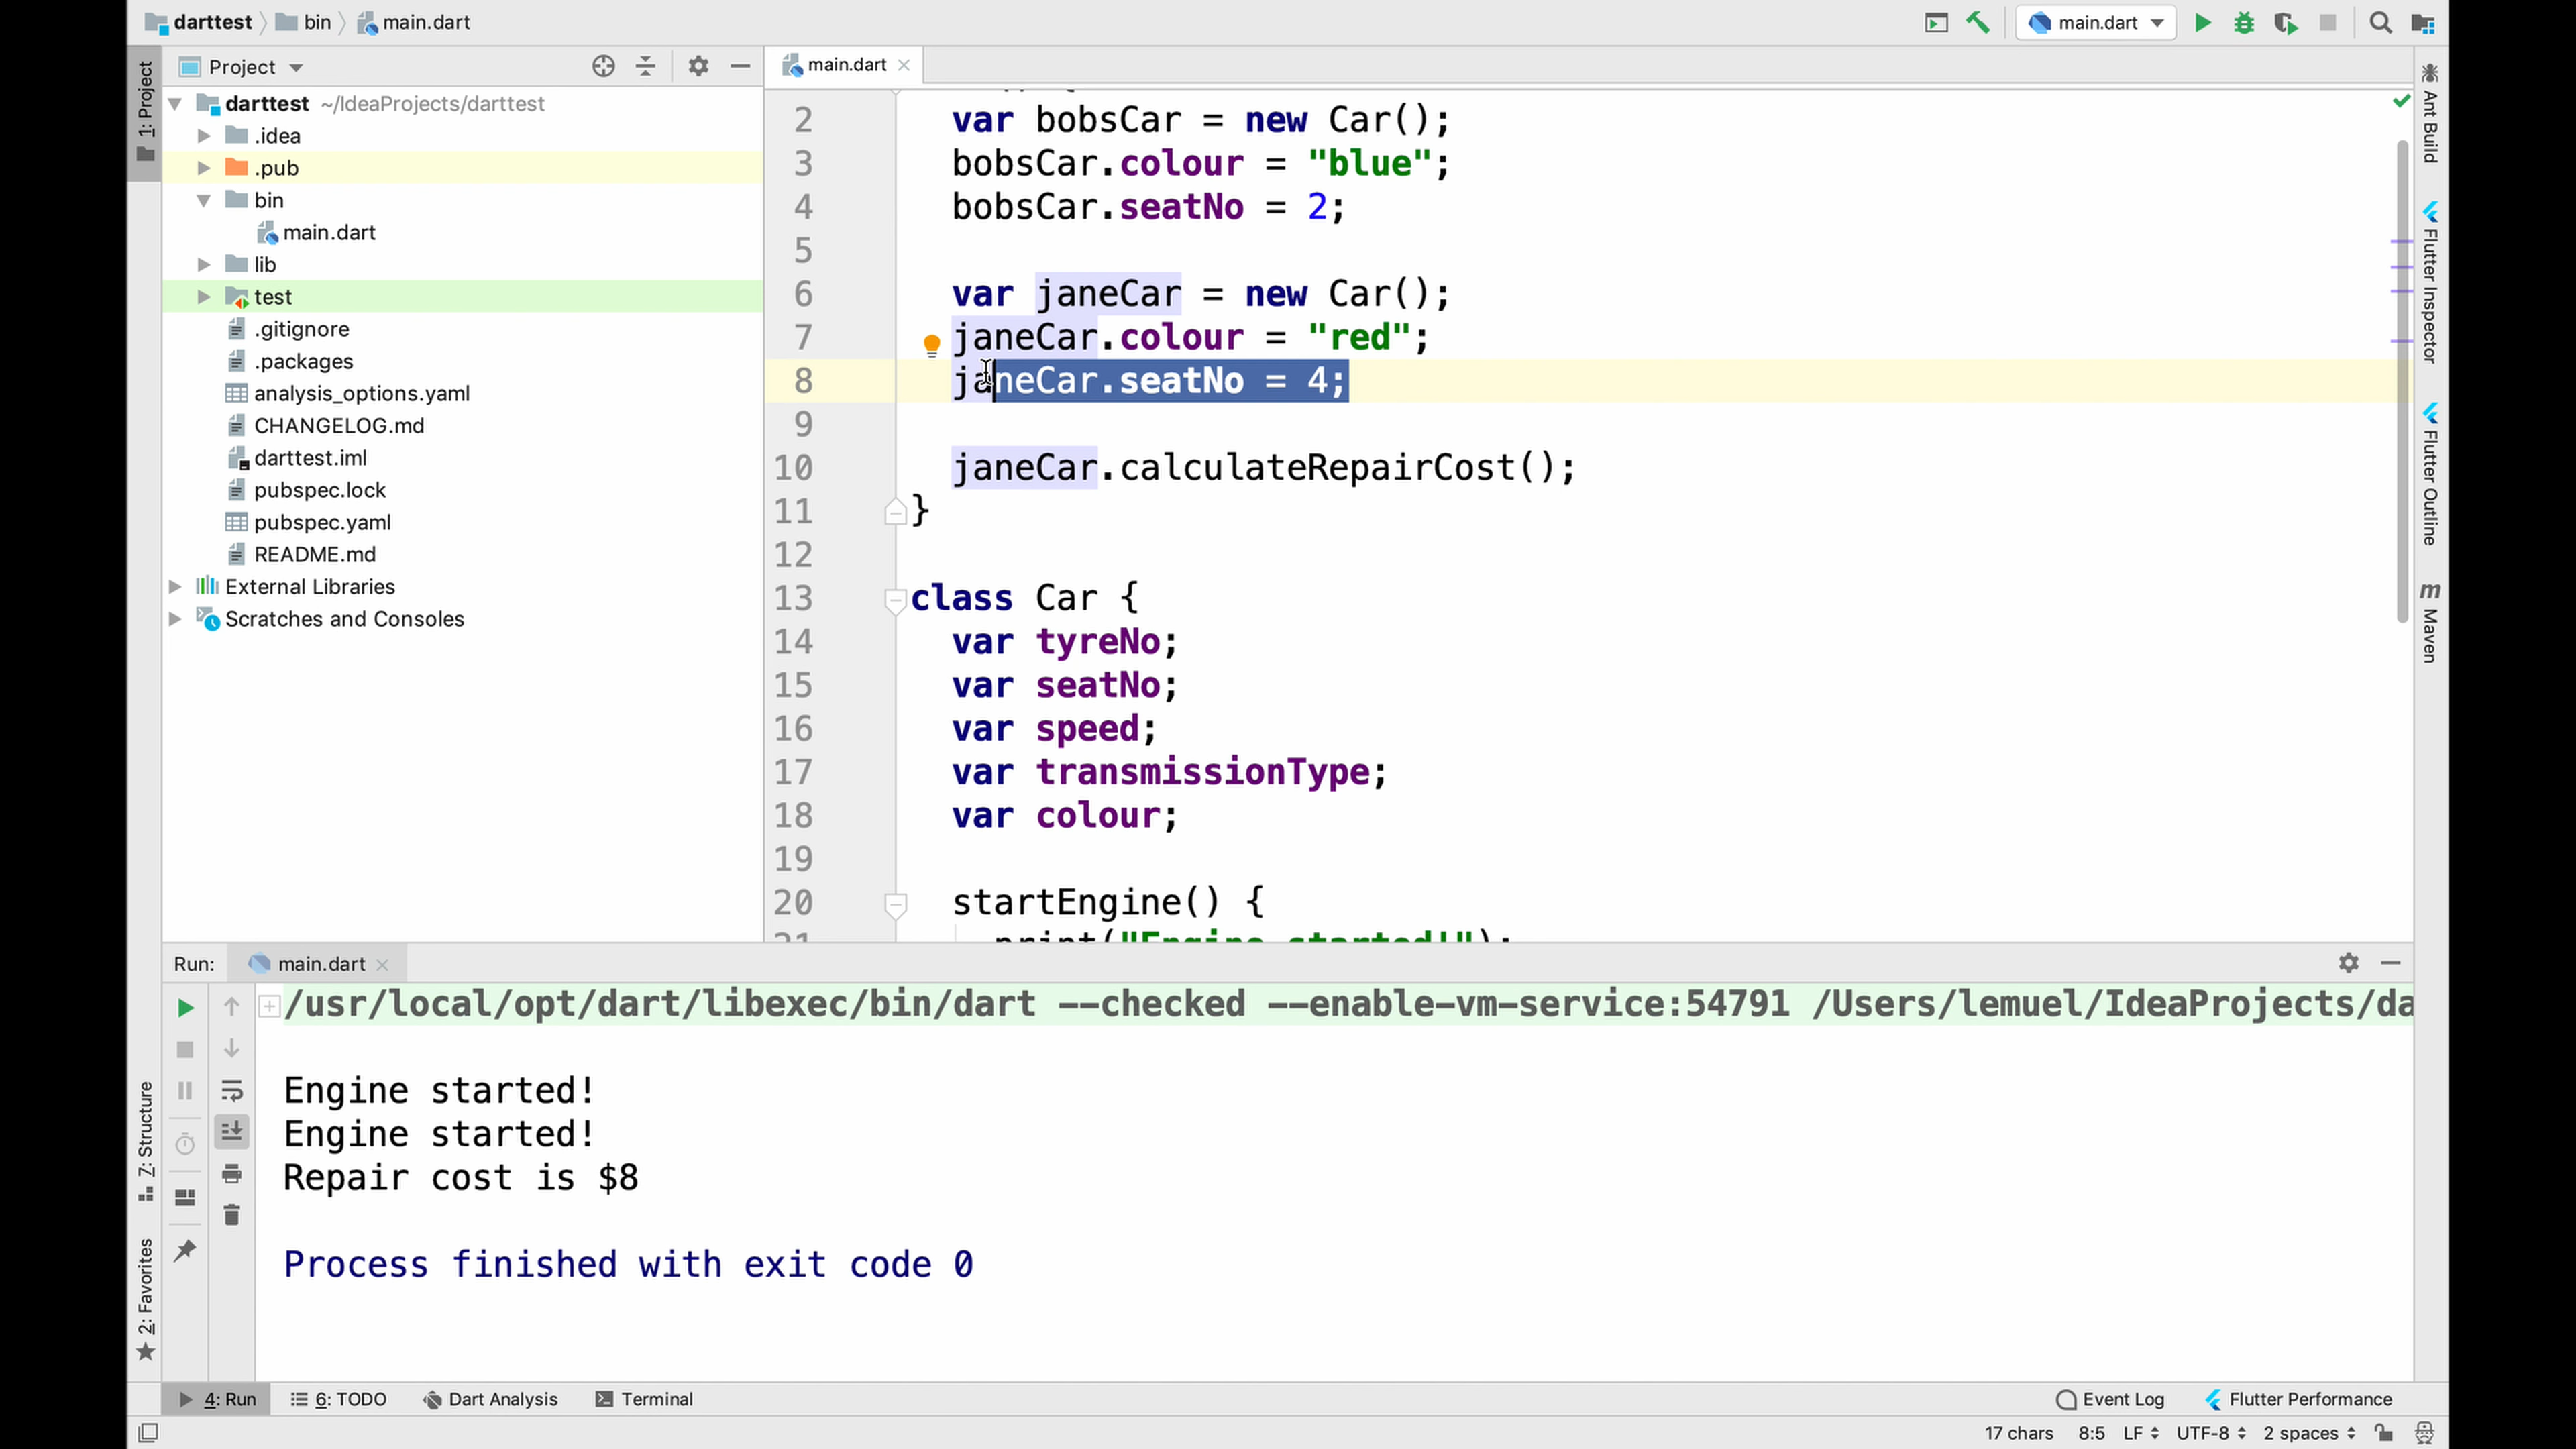 darttest bin main.dart
main.dart
1: Project
Project
darttest ~/IdeaProjects/darttest
.idea
.pub
bin
main.dart
lib
test
.gitignore
.packages
analysis_options.yaml
CHANGELOG.md
darttest.iml
pubspec.lock
pubspec.yaml
README.md
External Libraries
Scratches and Consoles
main.dart
2 var bobsCar = new Car();
3 bobsCar.colour = "blue";
4 bobsCar.seatNo = 2;
5
6 var janeCar = new Car();
7 janeCar.colour = "red";
8 janeCar.seatNo = 4;
9
10 janeCar.calculateRepairCost();
11 }
12
13 class Car {
14 var tyreNo;
15 var seatNo;
16 var speed;
17 var transmissionType;
18 var colour;
19
20 startEngine() {
21 print("Engine started!");
Ant Build
Flutter Inspector
Flutter Outline
m Maven
Run: main.dart
/usr/local/opt/dart/libexec/bin/dart --checked --enable-vm-service:54791 /Users/lemuel/IdeaProjects/da
Engine started!
Engine started!
Repair cost is $8
Process finished with exit code 0
Z: Structure
2: Favorites
4: Run 6: TODO Dart Analysis Terminal
Event Log Flutter Performance
17 chars 8:5 LF UTF-8 2 spaces